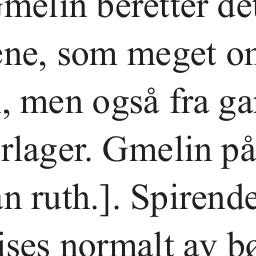 Gmelin beretter det
ene, som meget om
, men også fra gar
rlager. Gmelin på
an ruth.]. Spirende
ises normalt av bø